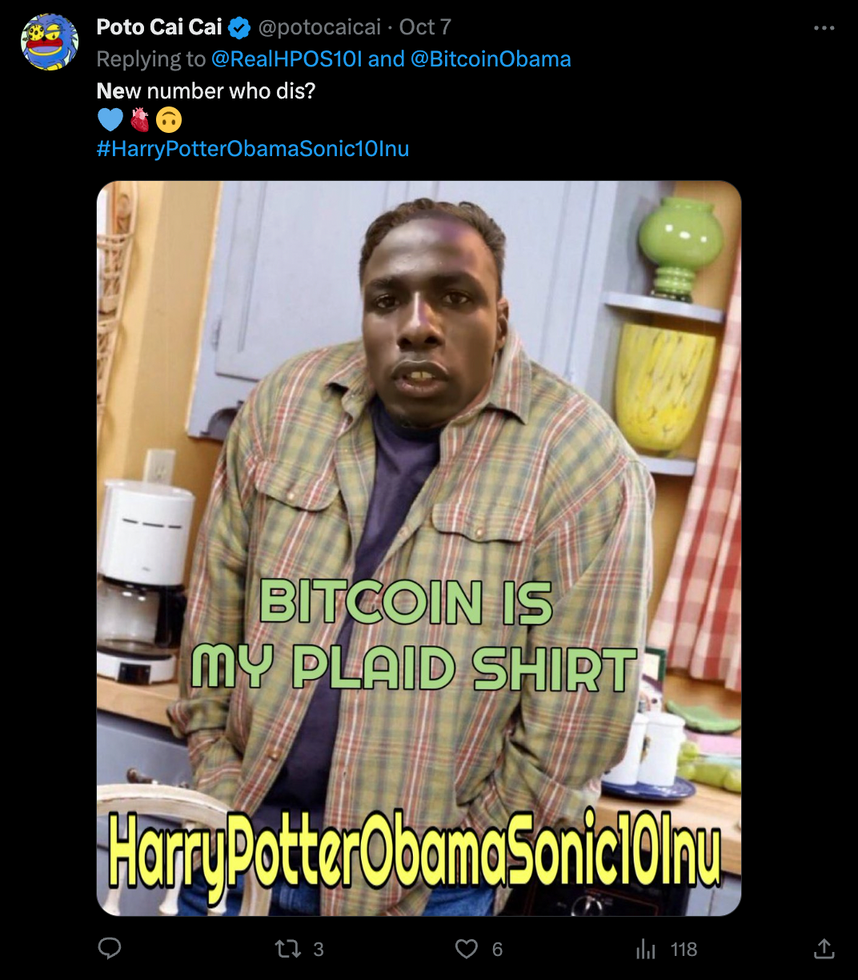 Poto Cai Cai @potocaicai · Oct 7
Replying to @RealHPOS10I and @BitcoinObama
New number who dis?
💙🫀🙃
#HarryPotterObamaSonic10Inu
BITCOIN IS
MY PLAID SHIRT
HarryPotterObamaSonic10Inu
3 6 118